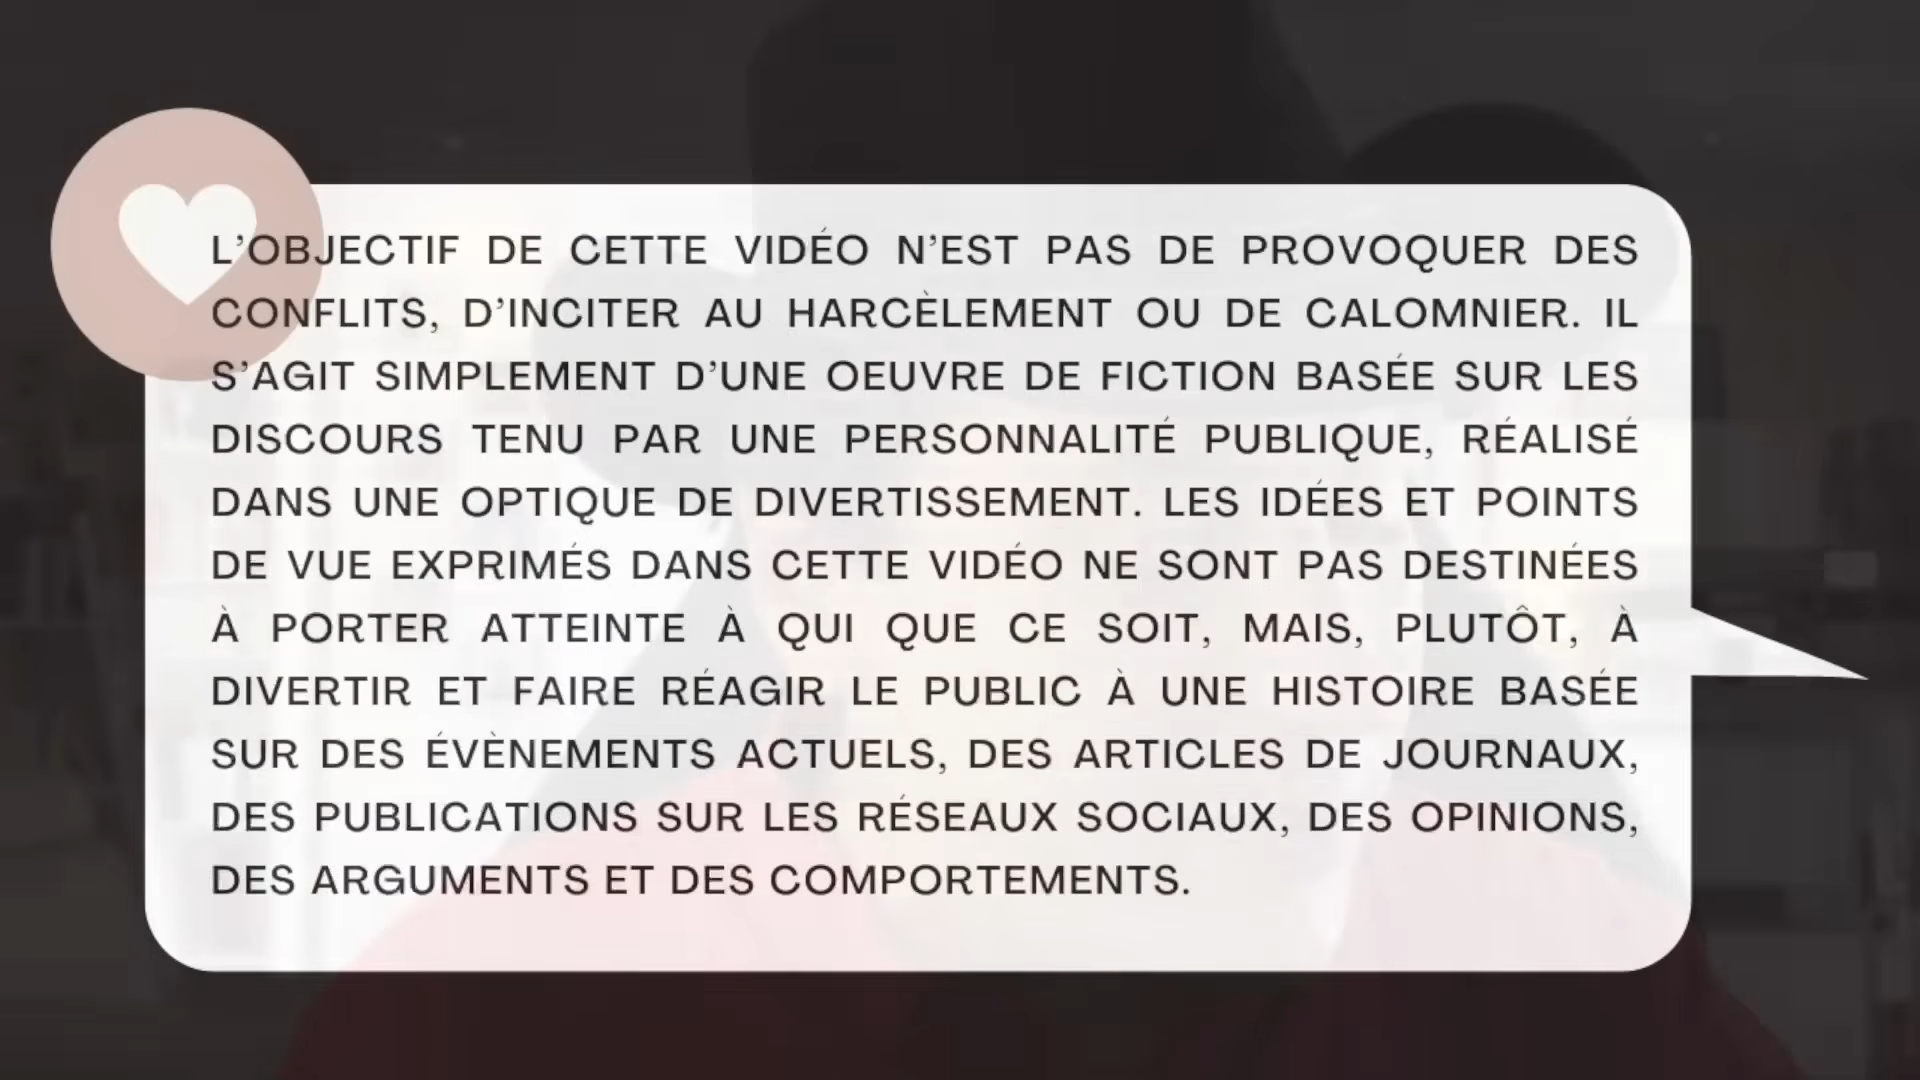 L’OBJECTIF DE CETTE VIDÉO N’EST PAS DE PROVOQUER DES
CONFLITS, D’INCITER AU HARCÈLEMENT OU DE CALOMNIER. IL
S’AGIT SIMPLEMENT D’UNE OEUVRE DE FICTION BASÉE SUR LES
DISCOURS TENU PAR UNE PERSONNALITÉ PUBLIQUE, RÉALISÉ
DANS UNE OPTIQUE DE DIVERTISSEMENT. LES IDÉES ET POINTS
DE VUE EXPRIMÉS DANS CETTE VIDÉO NE SONT PAS DESTINÉES
À PORTER ATTEINTE À QUI QUE CE SOIT, MAIS, PLUTÔT, À
DIVERTIR ET FAIRE RÉAGIR LE PUBLIC À UNE HISTOIRE BASÉE
SUR DES ÉVÈNEMENTS ACTUELS, DES ARTICLES DE JOURNAUX,
DES PUBLICATIONS SUR LES RÉSEAUX SOCIAUX, DES OPINIONS,
DES ARGUMENTS ET DES COMPORTEMENTS.